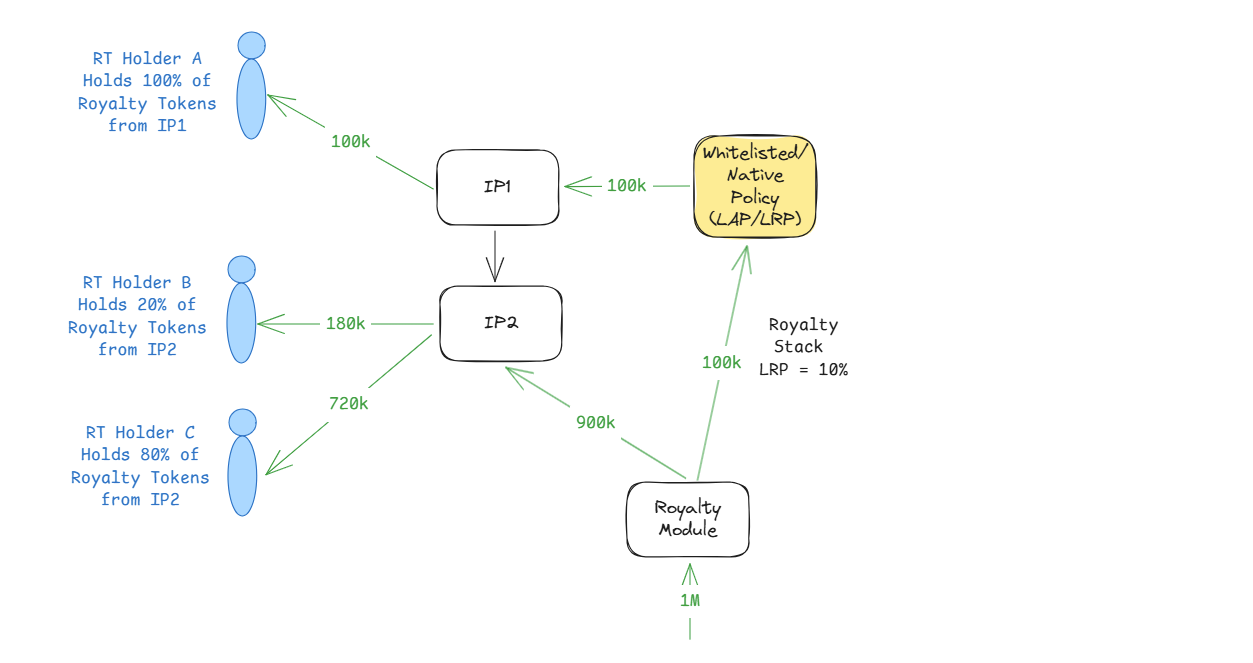 RT Holder A
Holds 100% of
Royalty Tokens
from IP1
100k
IP1
100k
Whitelisted/
Native
Policy
(LAP/LRP)
RT Holder B
Holds 20% of
Royalty Tokens
from IP2
180k
IP2
Royalty
Stack
LRP = 10%
100k
720k
900k
RT Holder C
Holds 80% of
Royalty Tokens
from IP2
Royalty
Module
1M